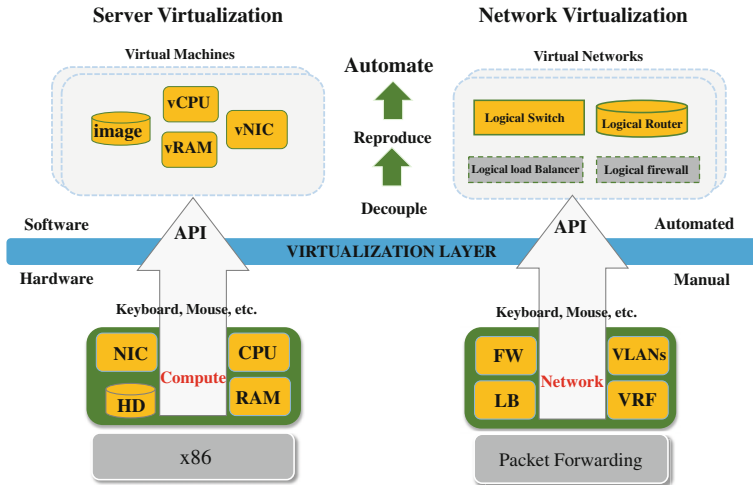 Server Virtualization
Network Virtualization
Virtual Machines
Virtual Networks
Automate
vCPU
image
vNIC
vRAM
Logical Switch
Logical Router
Reproduce
Logical load Balancer
Logical firewall
Decouple
Software
API
API
Automated
VIRTUALIZATION LAYER
Hardware
Manual
Keyboard, Mouse, etc.
Keyboard, Mouse, etc.
NIC
CPU
FW
VLANs
Compute
Network
HD
RAM
LB
VRF
x86
Packet Forwarding